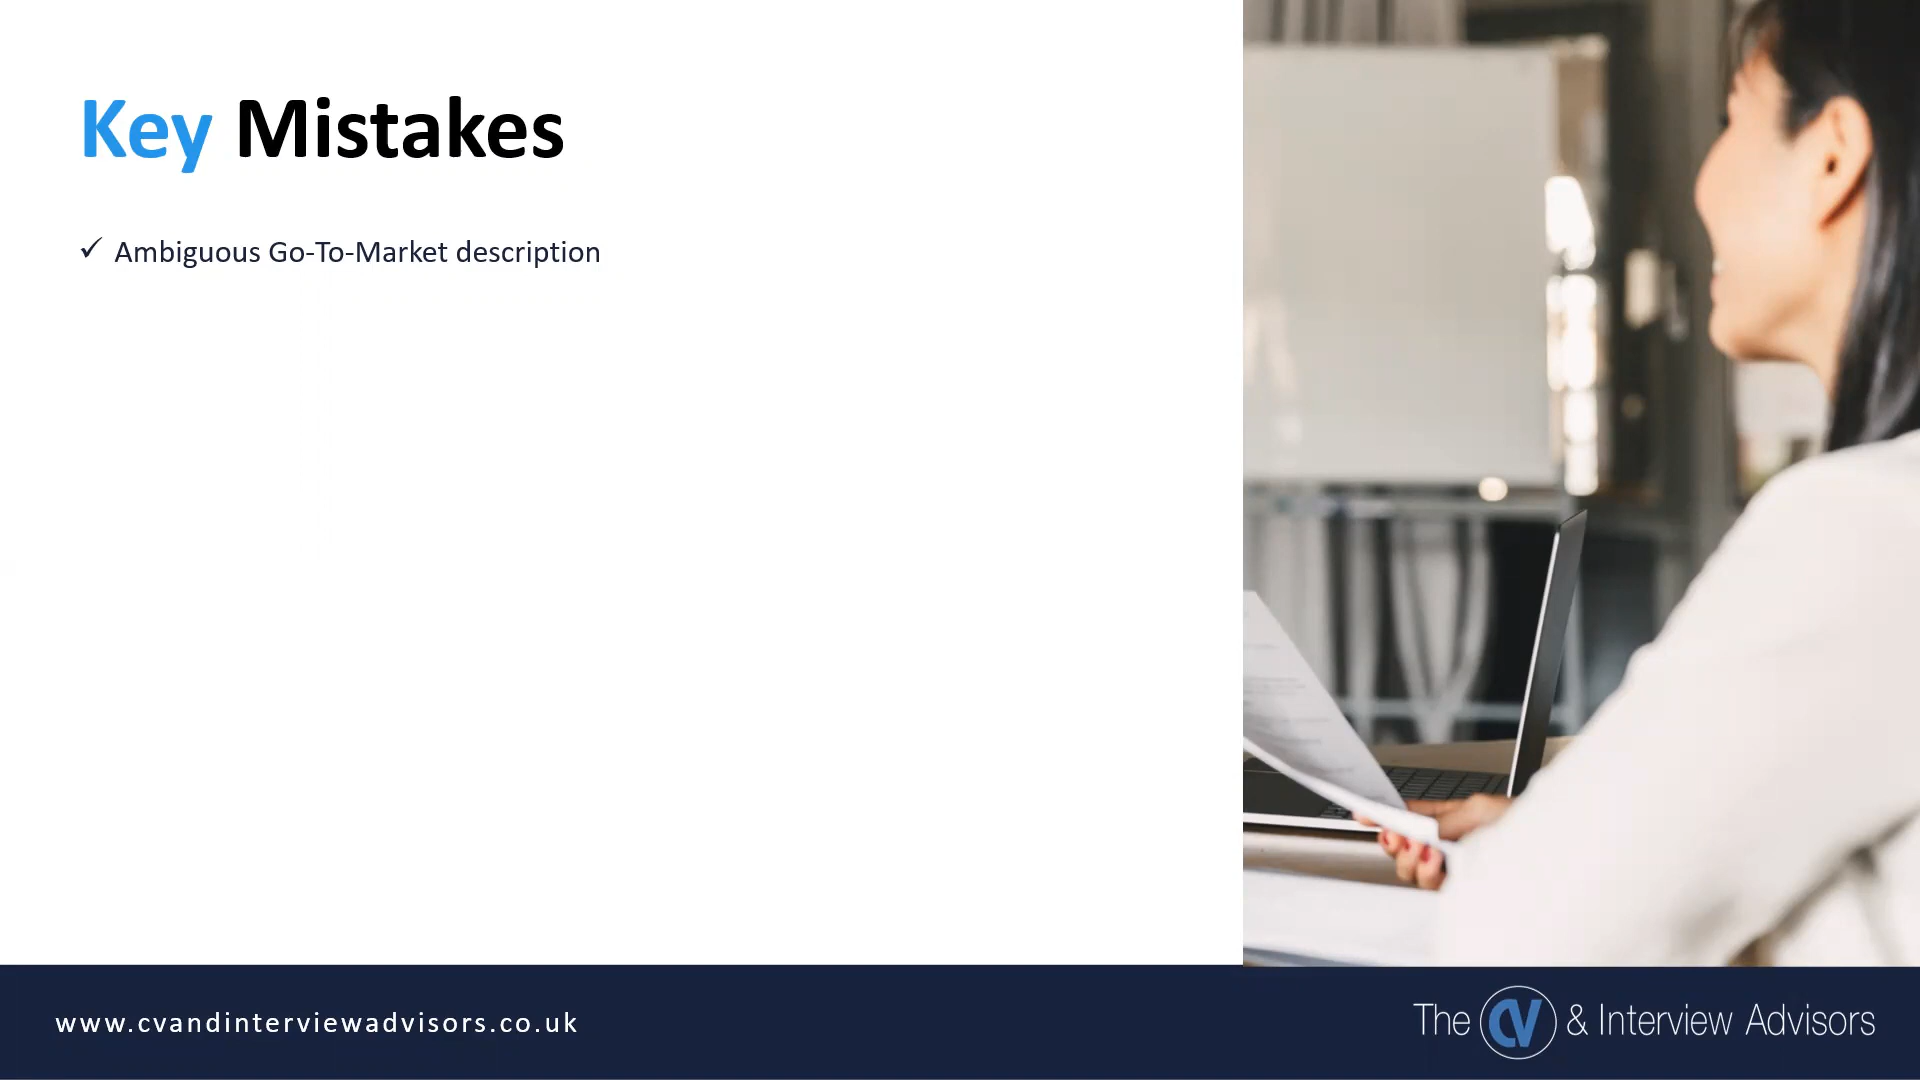 Key Mistakes
✓ Ambiguous Go-To-Market description
www.cvandinterviewadvisors.co.uk
The CV & Interview Advisors